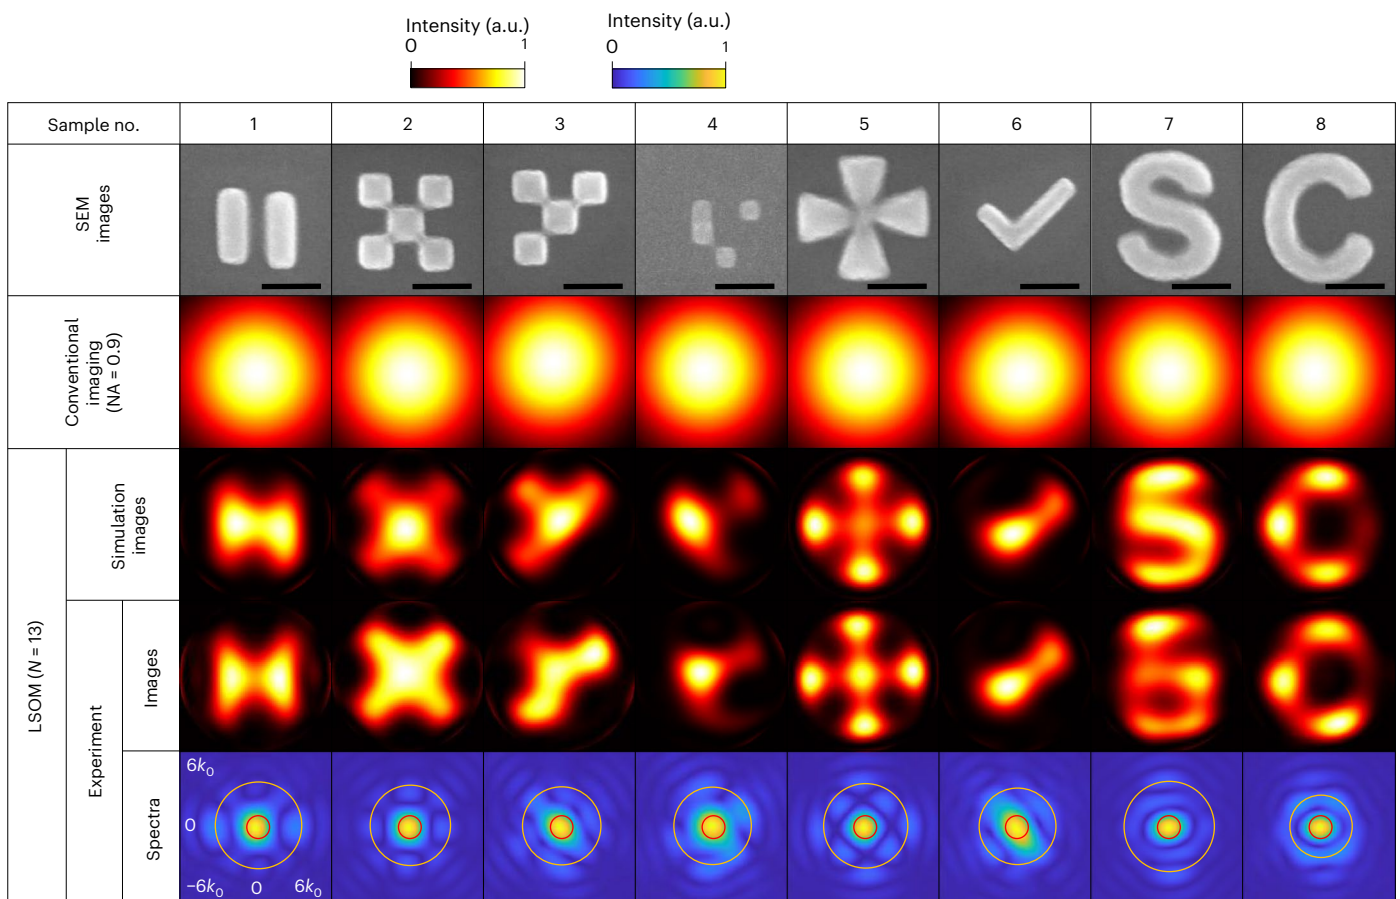 Intensity (a.u.)
0 1
Intensity (a.u.)
0 1
Sample no. 1 2 3 4 5 6 7 8
SEM
images
Conventional
imaging
(NA = 0.9)
LSOM (N = 13)
Simulation
images
Experiment
Images
Spectra
6k₀
0
−6k₀ 0 6k₀